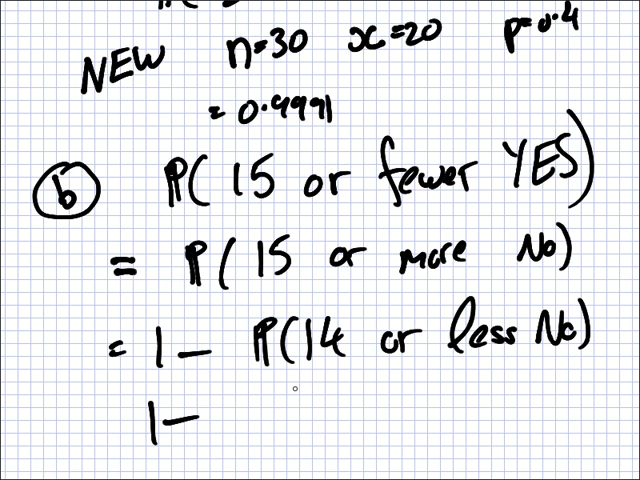 NEW n=30 x=20 p=0.4
= 0.9991
b P( 15 or fewer YES)
= P( 15 or more No)
= 1 - P(14 or less No)
1 -